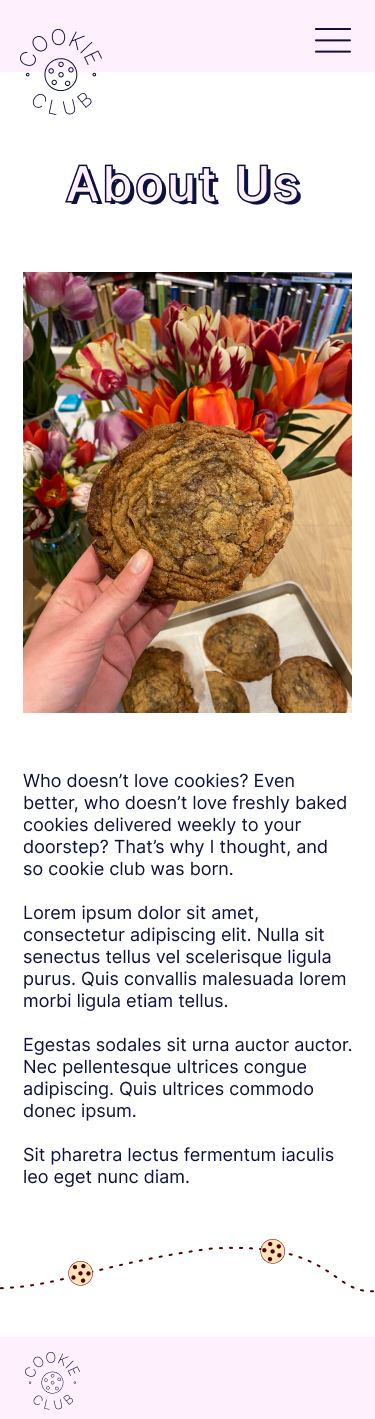 COOKIE
CLUB
About Us
Who doesn’t love cookies? Even
better, who doesn’t love freshly baked
cookies delivered weekly to your
doorstep? That’s why I thought, and
so cookie club was born.
Lorem ipsum dolor sit amet,
consectetur adipiscing elit. Nulla sit
senectus tellus vel scelerisque ligula
purus. Quis convallis malesuada lorem
morbi ligula etiam tellus.
Egestas sodales sit urna auctor auctor.
Nec pellentesque ultrices congue
adipiscing. Quis ultrices commodo
donec ipsum.
Sit pharetra lectus fermentum iaculis
leo eget nunc diam.
COOKIE
CLUB